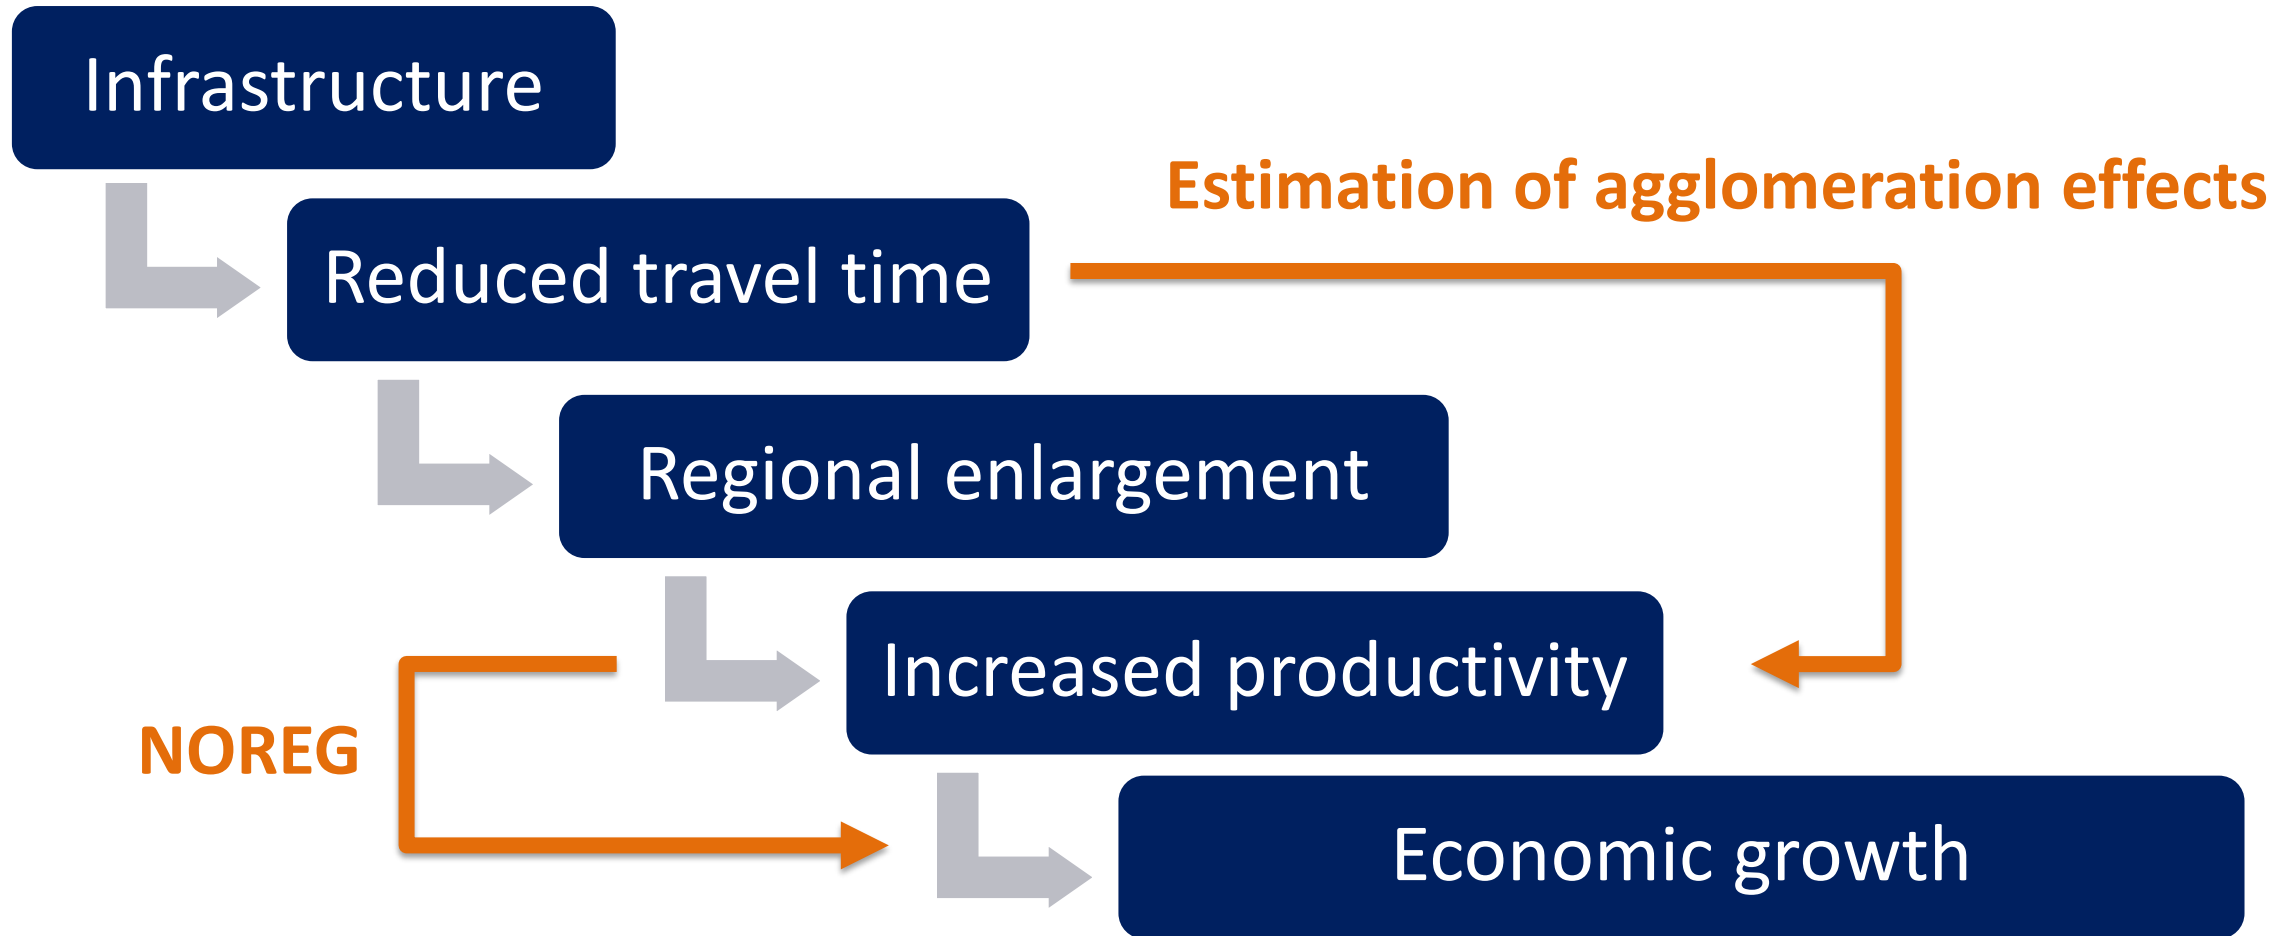 Infrastructure
Estimation of agglomeration effects
Reduced travel time
Regional enlargement
Increased productivity
NOREG
Economic growth